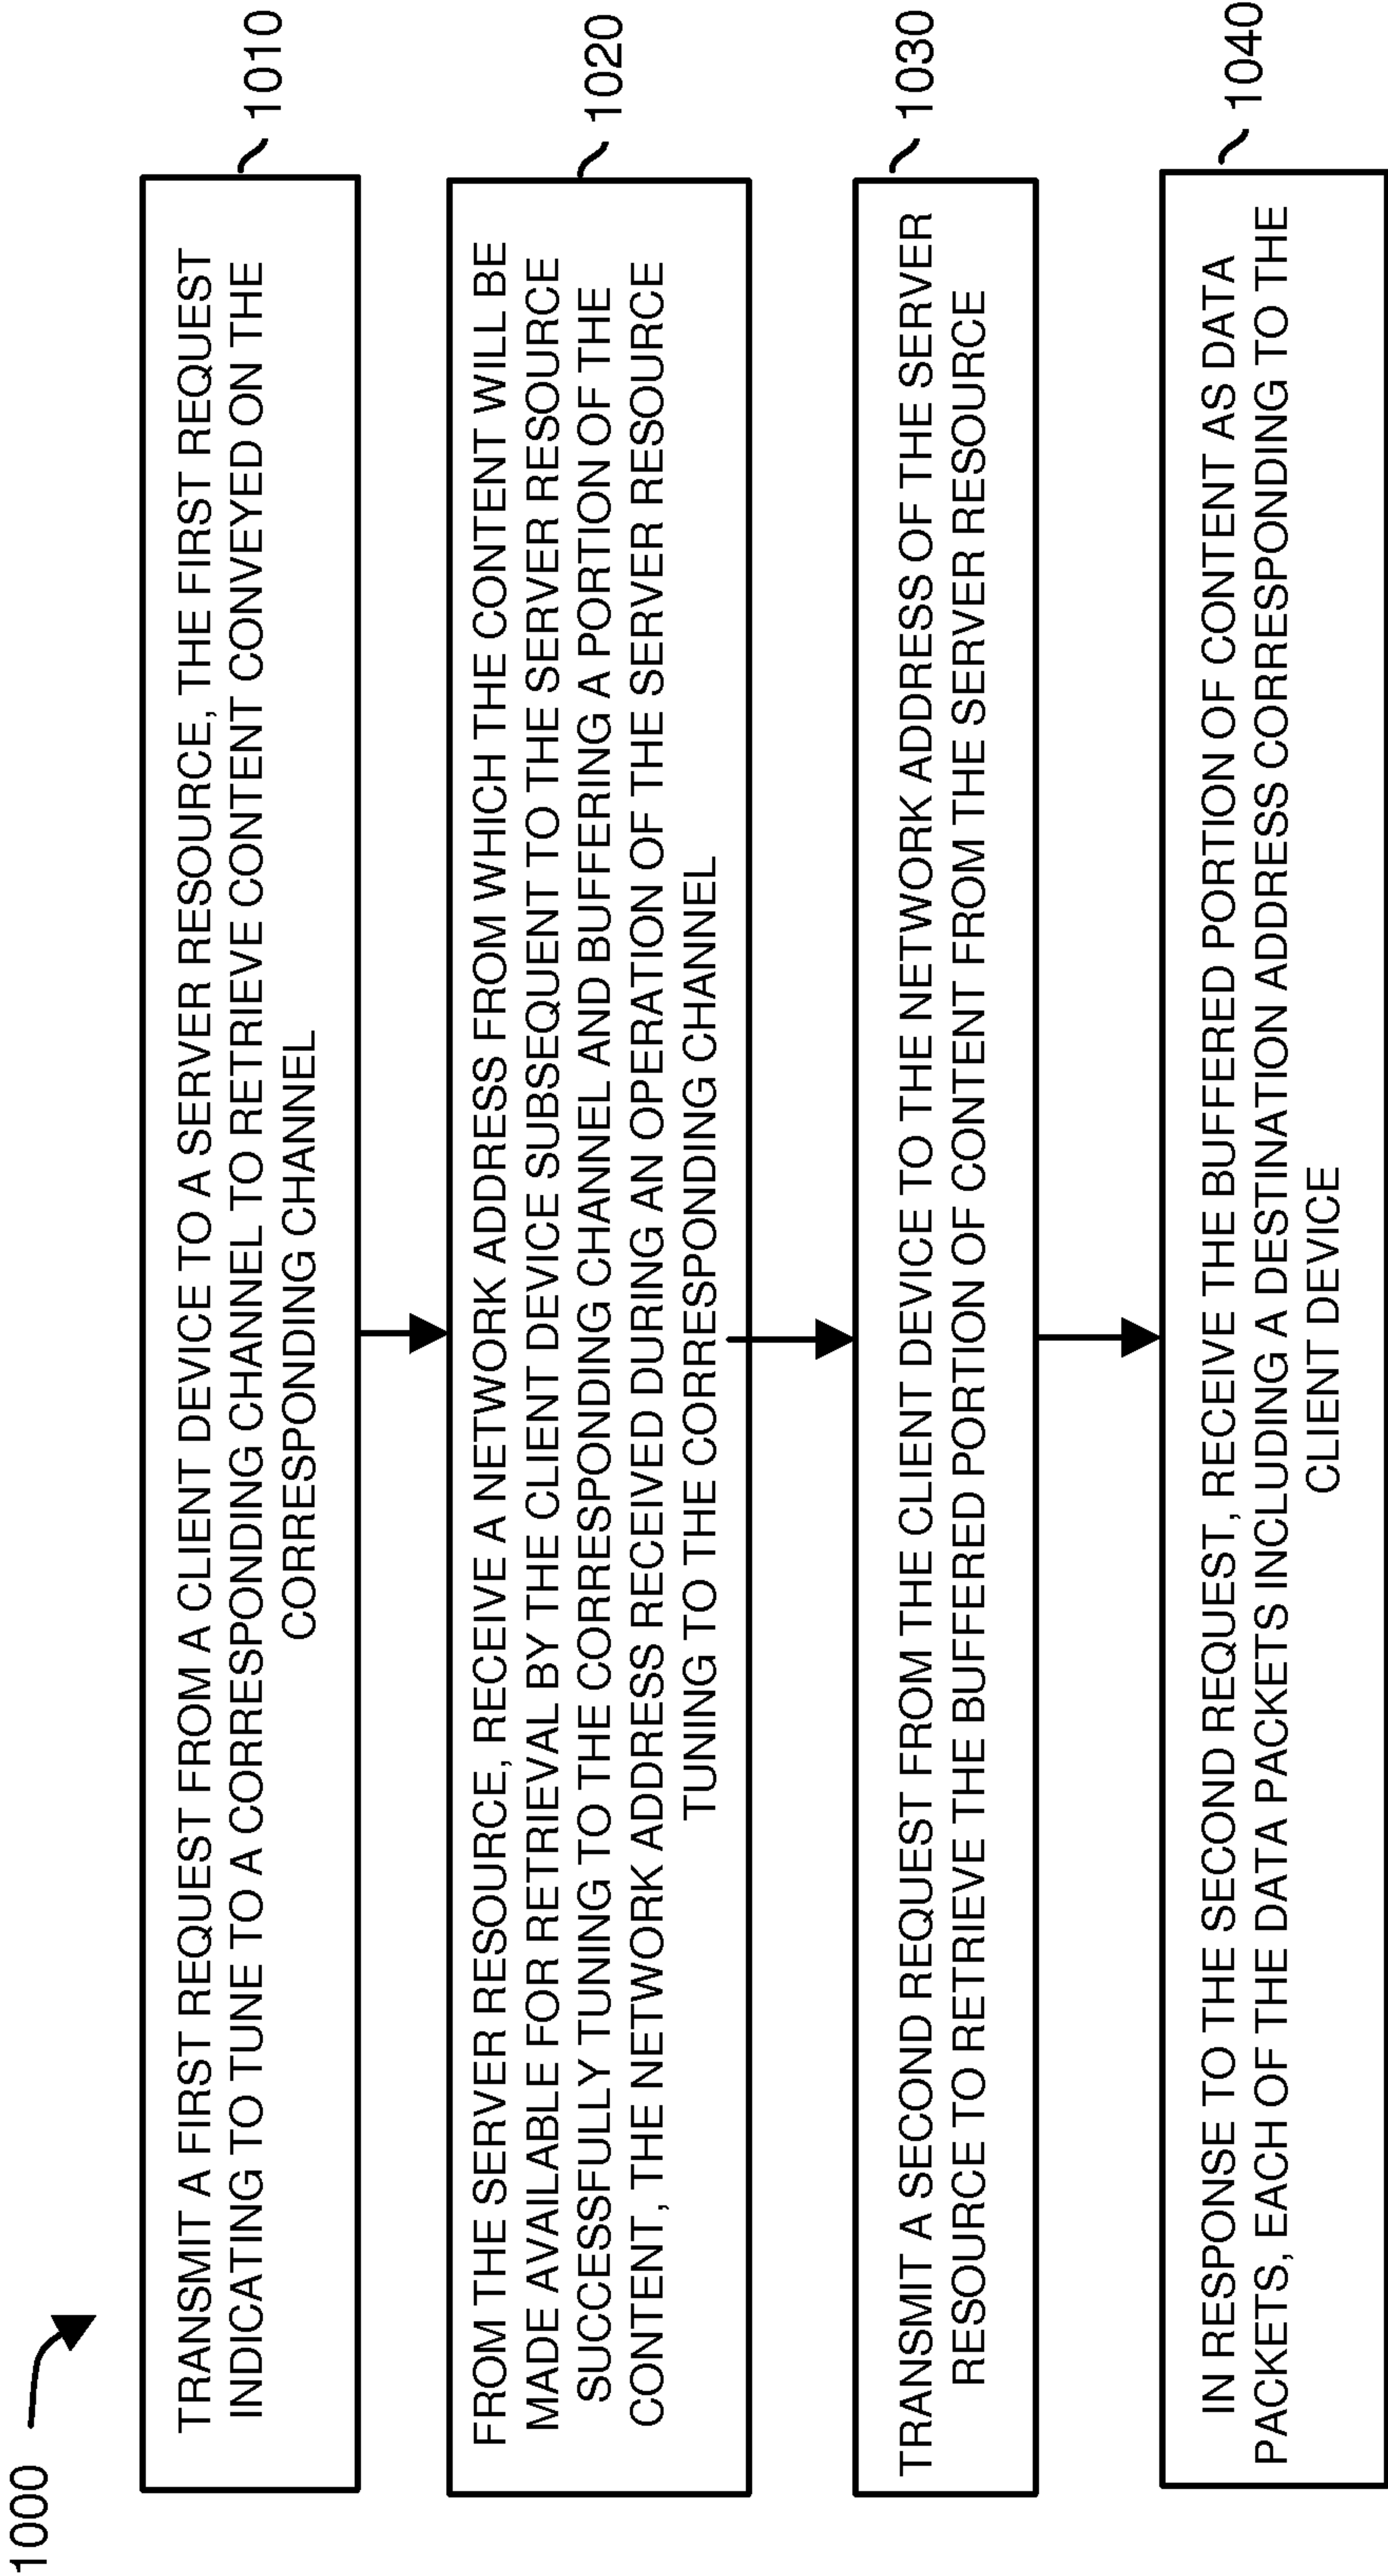 1000
TRANSMIT A FIRST REQUEST FROM A CLIENT DEVICE TO A SERVER RESOURCE, THE FIRST REQUEST
INDICATING TO TUNE TO A CORRESPONDING CHANNEL TO RETRIEVE CONTENT CONVEYED ON THE
CORRESPONDING CHANNEL
1010
FROM THE SERVER RESOURCE, RECEIVE A NETWORK ADDRESS FROM WHICH THE CONTENT WILL BE
MADE AVAILABLE FOR RETRIEVAL BY THE CLIENT DEVICE SUBSEQUENT TO THE SERVER RESOURCE
SUCCESSFULLY TUNING TO THE CORRESPONDING CHANNEL AND BUFFERING A PORTION OF THE
CONTENT, THE NETWORK ADDRESS RECEIVED DURING AN OPERATION OF THE SERVER RESOURCE
TUNING TO THE CORRESPONDING CHANNEL
1020
TRANSMIT A SECOND REQUEST FROM THE CLIENT DEVICE TO THE NETWORK ADDRESS OF THE SERVER
RESOURCE TO RETRIEVE THE BUFFERED PORTION OF CONTENT FROM THE SERVER RESOURCE
1030
IN RESPONSE TO THE SECOND REQUEST, RECEIVE THE BUFFERED PORTION OF CONTENT AS DATA
PACKETS, EACH OF THE DATA PACKETS INCLUDING A DESTINATION ADDRESS CORRESPONDING TO THE
CLIENT DEVICE
1040